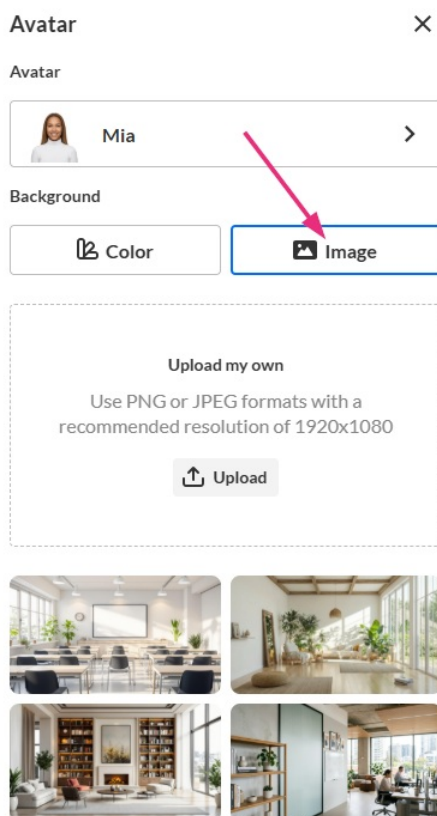 Avatar
Avatar
Mia
Background
Color
Image
Upload my own
Use PNG or JPEG formats with a
recommended resolution of 1920x1080
Upload